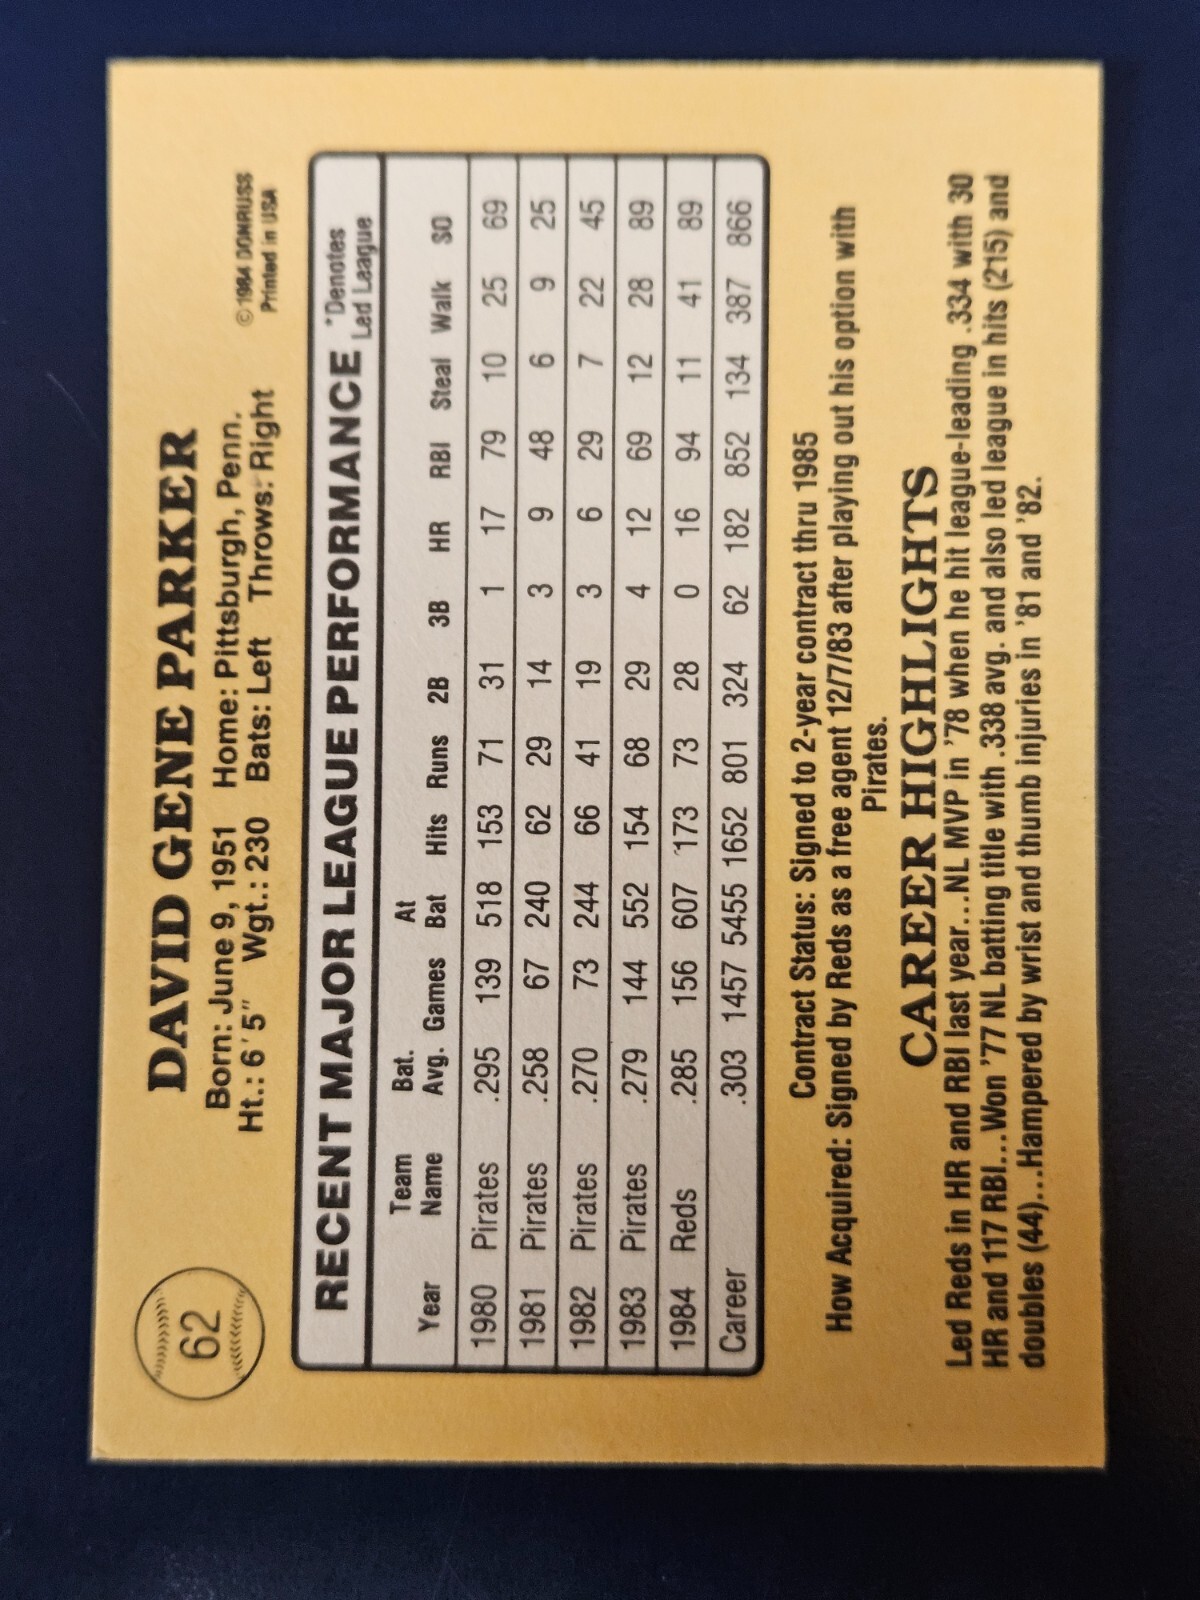 62
DAVID GENE PARKER
© 1984 DONRUSS
Printed in USA
Born: June 9, 1951 Home: Pittsburgh, Penn.
Ht.: 6'5" Wgt.: 230 Bats: Left Throws: Right
RECENT MAJOR LEAGUE PERFORMANCE *Denotes Led League
Year Team Name Bat. Avg. Games At Bat Hits Runs 2B 3B HR RBI Steal Walk SO
1980 Pirates .295 139 518 153 71 31 1 17 79 10 25 69
1981 Pirates .258 67 240 62 29 14 3 9 48 6 9 25
1982 Pirates .270 73 244 66 41 19 3 6 29 7 22 45
1983 Pirates .279 144 552 154 68 29 4 12 69 12 28 89
1984 Reds .285 156 607 173 73 28 0 16 94 11 41 89
Career .303 1457 5455 1652 801 324 62 182 852 134 387 866
Contract Status: Signed to 2-year contract thru 1985
How Acquired: Signed by Reds as a free agent 12/7/83 after playing out his option with
Pirates.
CAREER HIGHLIGHTS
Led Reds in HR and RBI last year...NL MVP in '78 when he hit league-leading .334 with 30
HR and 117 RBI...Won '77 NL batting title with .338 avg. and also led league in hits (215) and
doubles (44)...Hampered by wrist and thumb injuries in '81 and '82.